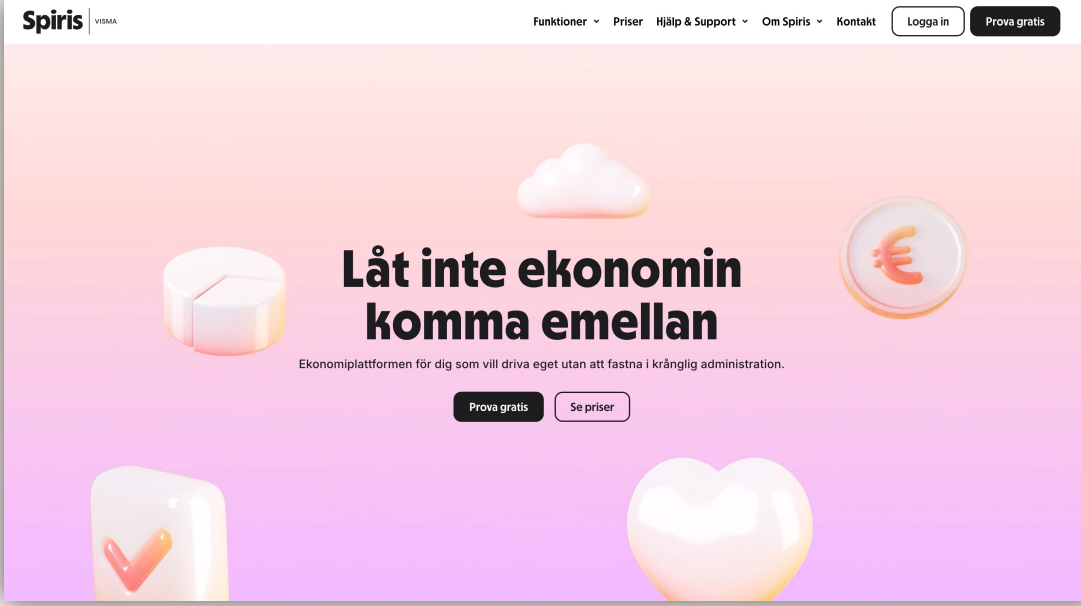 Spiris VISMA
Funktioner Priser Hjälp & Support Om Spiris Kontakt Logga in Prova gratis
€
Låt inte ekonomin
komma emellan
Ekonomiplattformen för dig som vill driva eget utan att fastna i krånglig administration.
Prova gratis Se priser